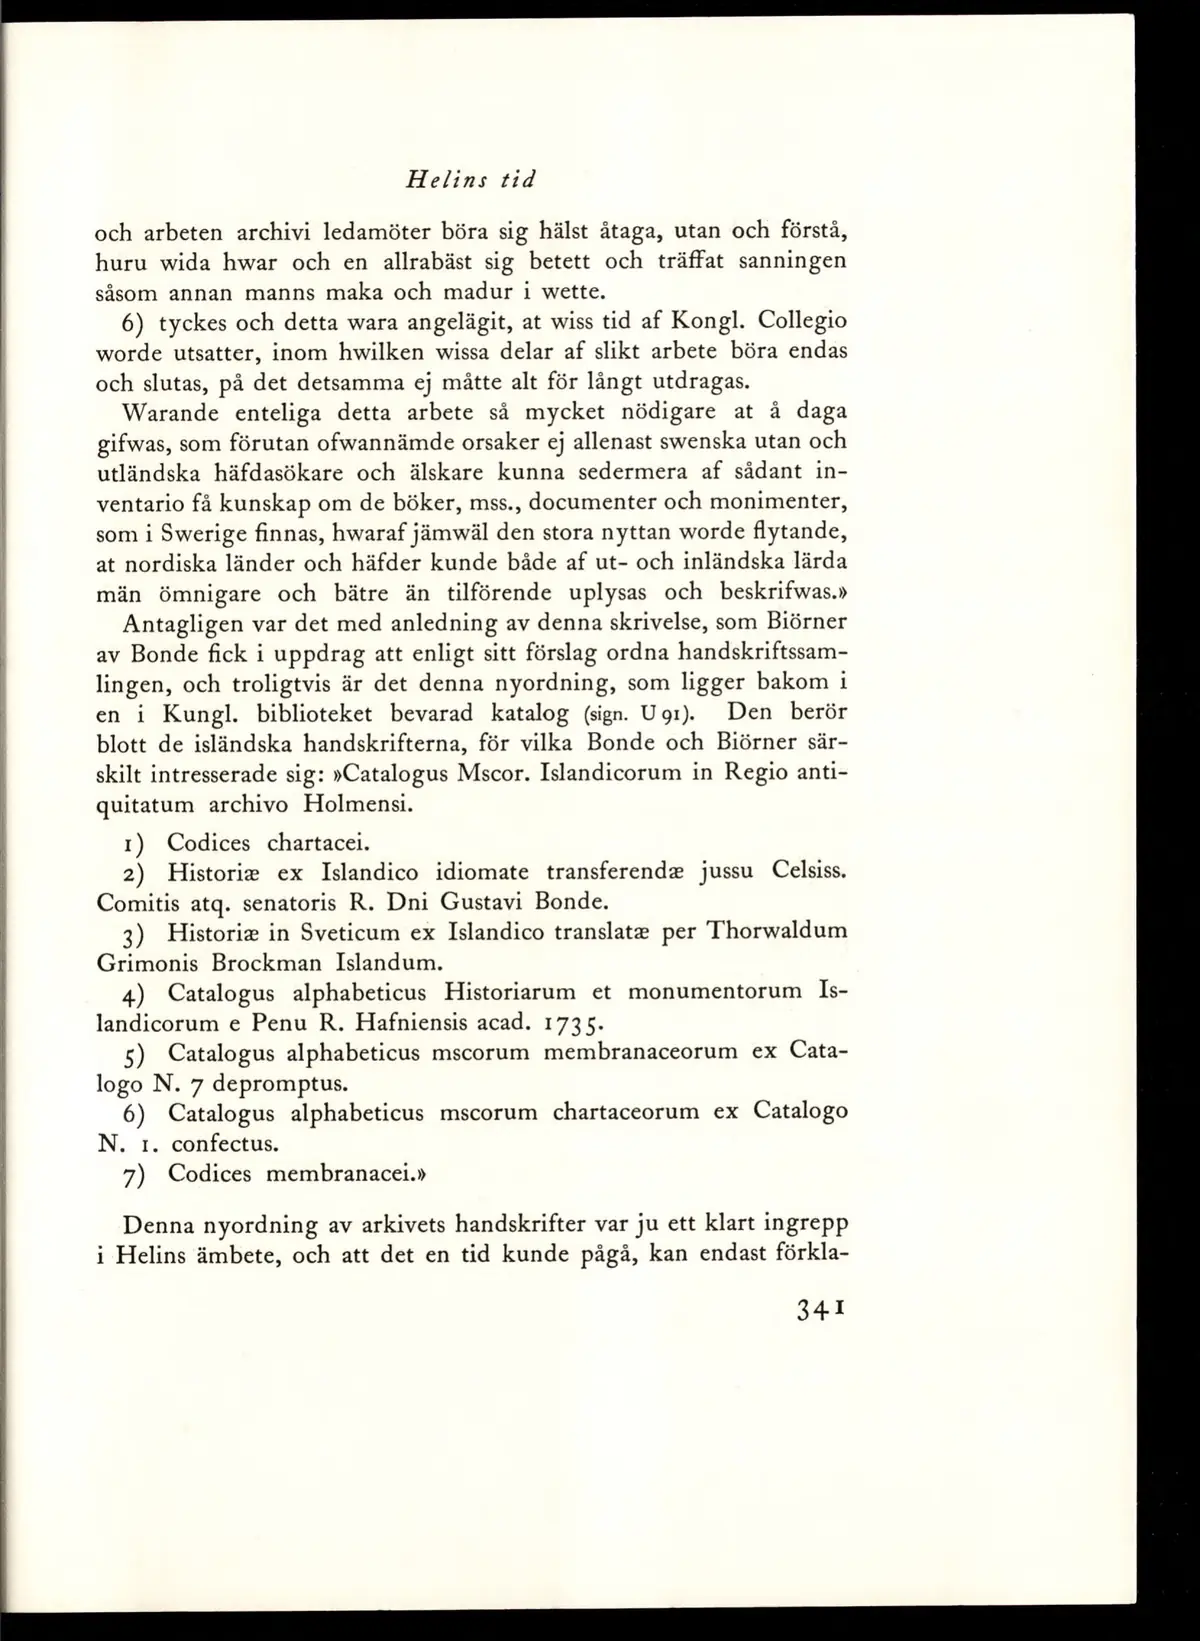 Helins tid
och arbeten archivi ledamöter böra sig hälst åtaga, utan och förstå,
huru wida hwar och en allrabäst sig betett och träffat sanningen
såsom annan manns maka och madur i wette.
6) tyckes och detta wara angelägit, at wiss tid af Kongl. Collegio
worde utsatter, inom hwilken wissa delar af slikt arbete böra endas
och slutas, på det detsamma ej måtte alt för långt utdragas.
Warande enteliga detta arbete så mycket nödigare at å daga
gifwas, som förutan ofwannämde orsaker ej allenast swenska utan och
utländska häfdasökare och älskare kunna sedermera af sådant in-
ventario få kunskap om de böker, mss., documenter och monimenter,
som i Swerige finnas, hwaraf jämwäl den stora nyttan worde flytande,
at nordiska länder och häfder kunde både af ut- och inländska lärda
män ömnigare och bätre än tilförende uplysas och beskrifwas.»
Antagligen var det med anledning av denna skrivelse, som Biörner
av Bonde fick i uppdrag att enligt sitt förslag ordna handskriftssam-
lingen, och troligtvis är det denna nyordning, som ligger bakom i
en i Kungl. biblioteket bevarad katalog (sign. U 91). Den berör
blott de isländska handskrifterna, för vilka Bonde och Biörner sär-
skilt intresserade sig: »Catalogus Mscor. Islandicorum in Regio anti-
quitatum archivo Holmensi.
1) Codices chartacei.
2) Historiæ ex Islandico idiomate transferendæ jussu Celsiss.
Comitis atq. senatoris R. Dni Gustavi Bonde.
3) Historiæ in Sveticum ex Islandico translatæ per Thorwaldum
Grimonis Brockman Islandum.
4) Catalogus alphabeticus Historiarum et monumentorum Is-
landicorum e Penu R. Hafniensis acad. 1735.
5) Catalogus alphabeticus mscorum membranaceorum ex Cata-
logo N. 7 depromptus.
6) Catalogus alphabeticus mscorum chartaceorum ex Catalogo
N. 1. confectus.
7) Codices membranacei.»
Denna nyordning av arkivets handskrifter var ju ett klart ingrepp
i Helins ämbete, och att det en tid kunde pågå, kan endast förkla-
341